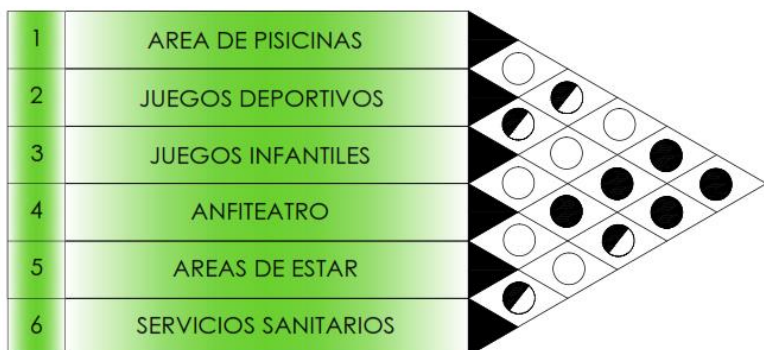 1 AREA DE PISICINAS
2 JUEGOS DEPORTIVOS
3 JUEGOS INFANTILES
4 ANFITEATRO
5 AREAS DE ESTAR
6 SERVICIOS SANITARIOS